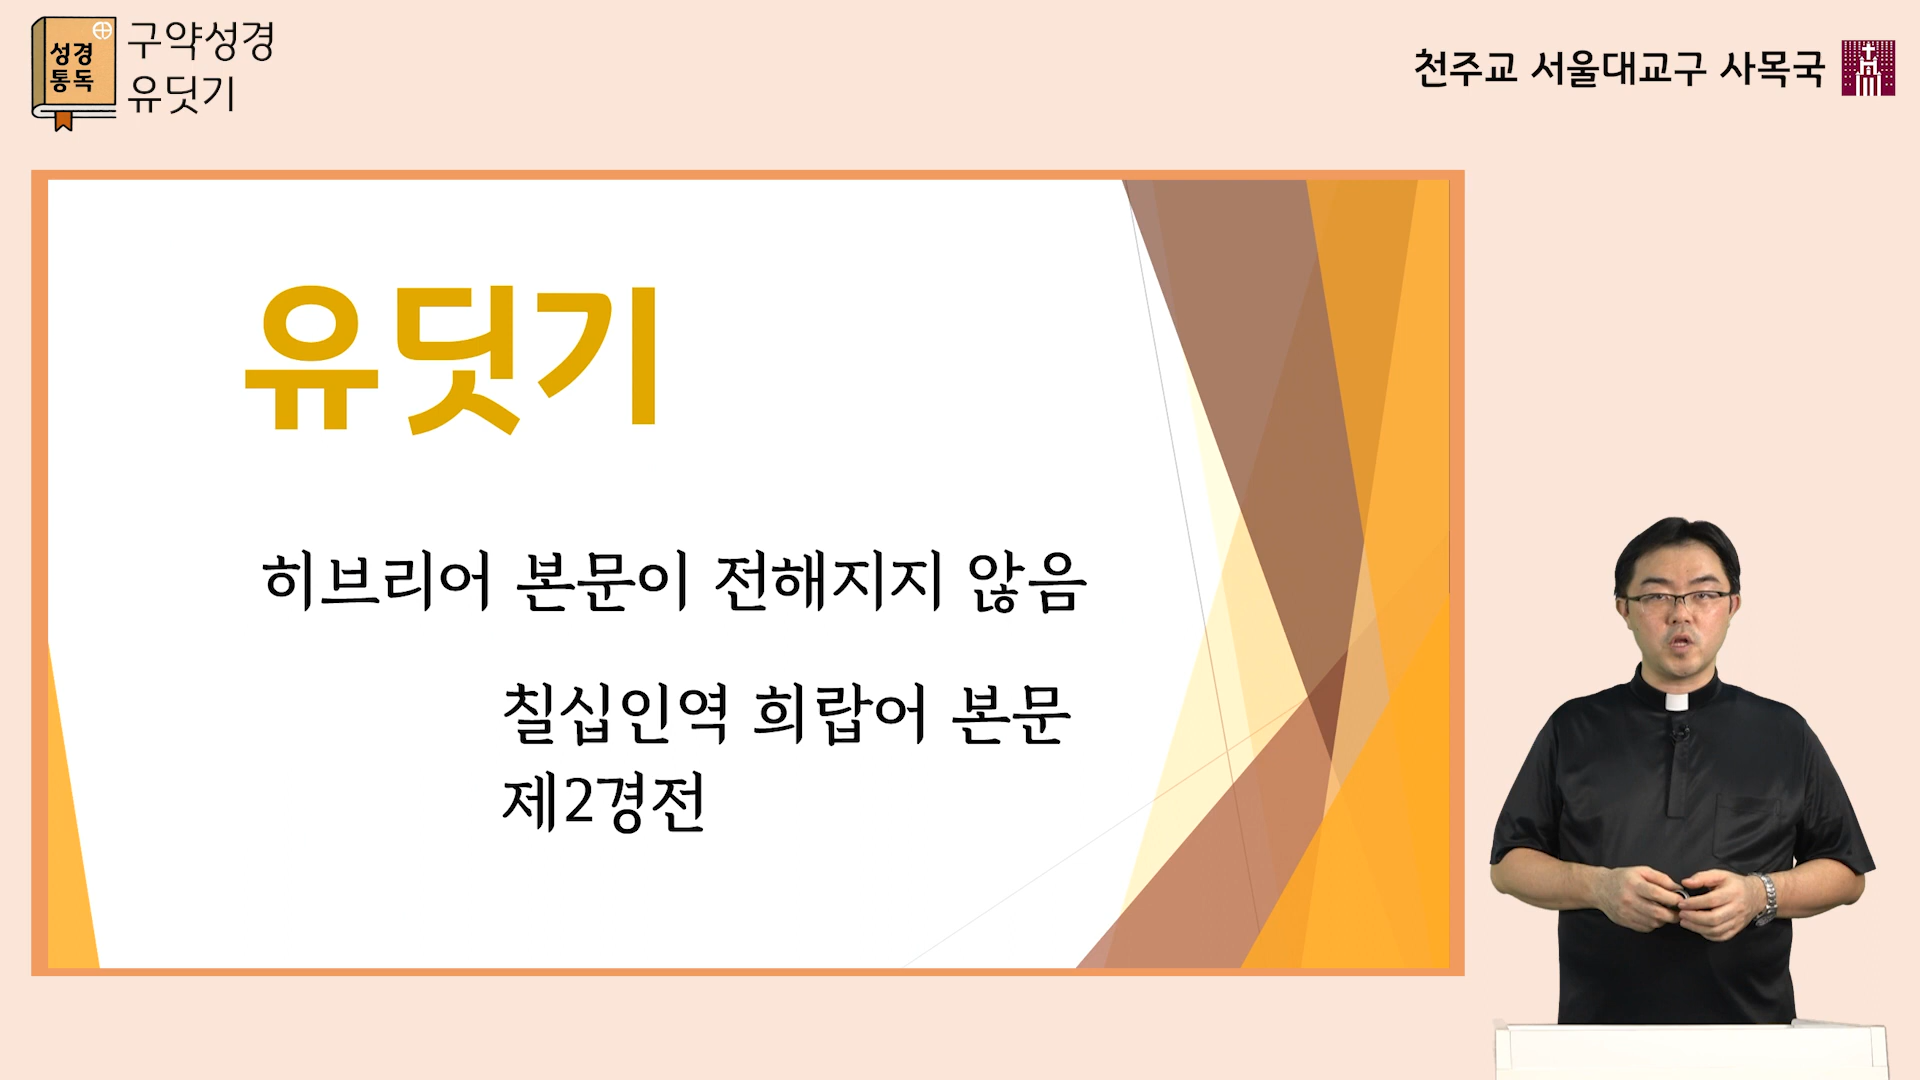 성경
통독
구약성경
유딧기
천주교 서울대교구 사목국
유딧기
히브리어 본문이 전해지지 않음
칠십인역 희랍어 본문
제2경전